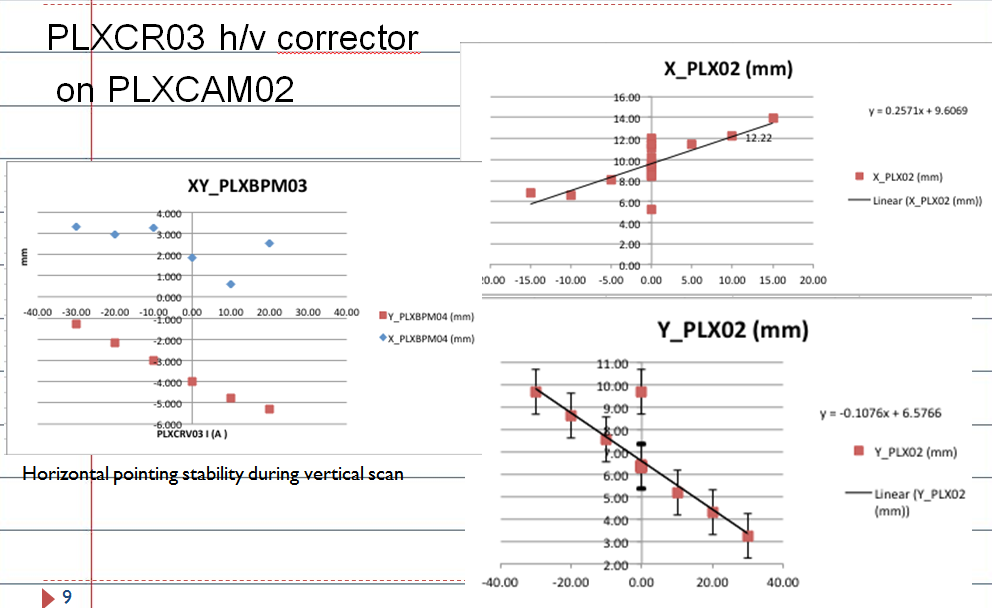 PLXCR03 h/v corrector
on PLXCAM02
X_PLX02 (mm)
16.00
14.00
12.00
10.00
8.00
6.00
4.00
2.00
0.00
12.22
-15.00 -10.00 -5.00 0.00 5.00 10.00 15.00 20.00
y = 0.2571x + 9.6069
X_PLX02 (mm)
Linear (X_PLX02 (mm))
XY_PLXBPM03
mm
4.000
3.000
2.000
1.000
0.000
-40.00 -30.00 -20.00 -10.00 0.00 10.00 20.00 30.00 40.00
-1.000
-2.000
-3.000
-4.000
-5.000
-6.000
PLXCRV03 I (A )
Y_PLXBPM04 (mm)
X_PLXBPM04 (mm)
Horizontal pointing stability during vertical scan
Y_PLX02 (mm)
11.00
10.00
9.00
8.00
7.00
6.00
5.00
4.00
3.00
2.00
-40.00 -20.00 0.00 20.00 40.00
y = -0.1076x + 6.5766
Y_PLX02 (mm)
Linear (Y_PLX02
(mm))
9